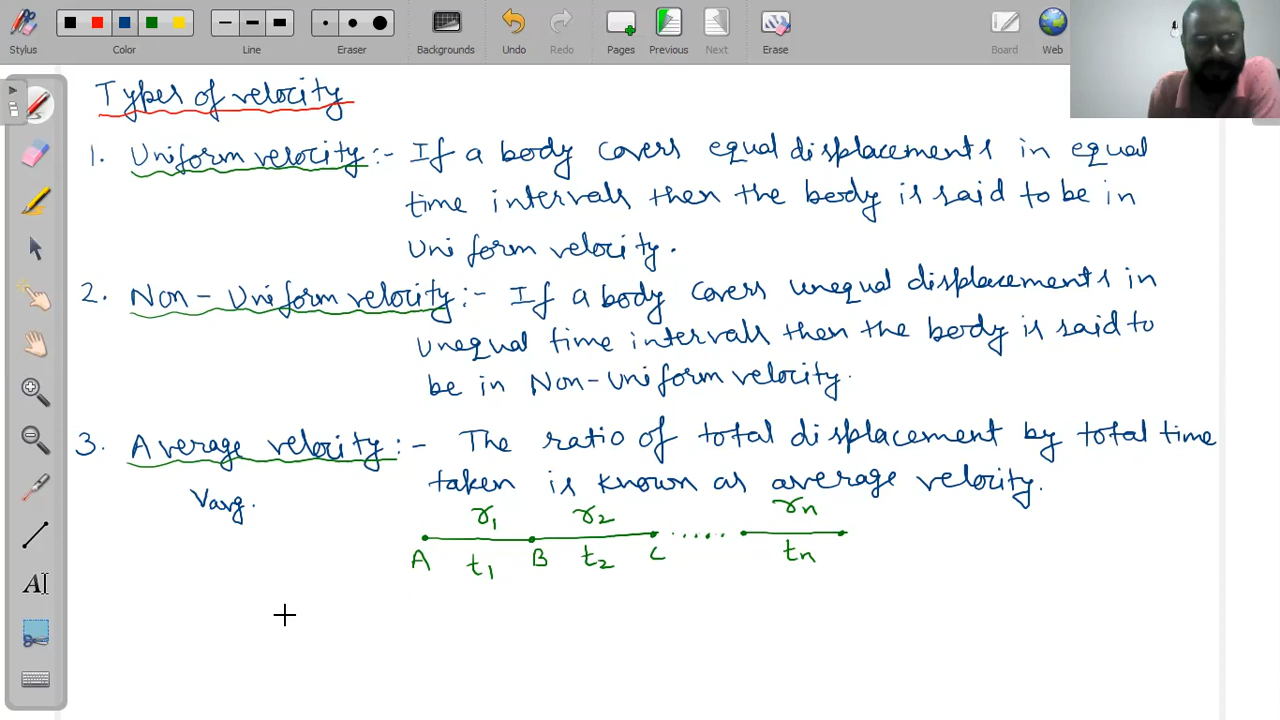 Stylus Color Line Eraser Backgrounds Undo Redo Pages Previous Next Erase Board Web
Types of velocity
1. Uniform velocity :- If a body covers equal displacements in equal
time intervals then the body is said to be in
Uniform velocity.
2. Non - Uniform velocity :- If a body covers unequal displacements in
Unequal time intervals then the body is said to
be in Non-Uniform velocity.
3. Average velocity :- The ratio of total displacement by total time
taken is known as average velocity.
Vavg.
r1 r2 rn
A t1 B t2 C ...... tn